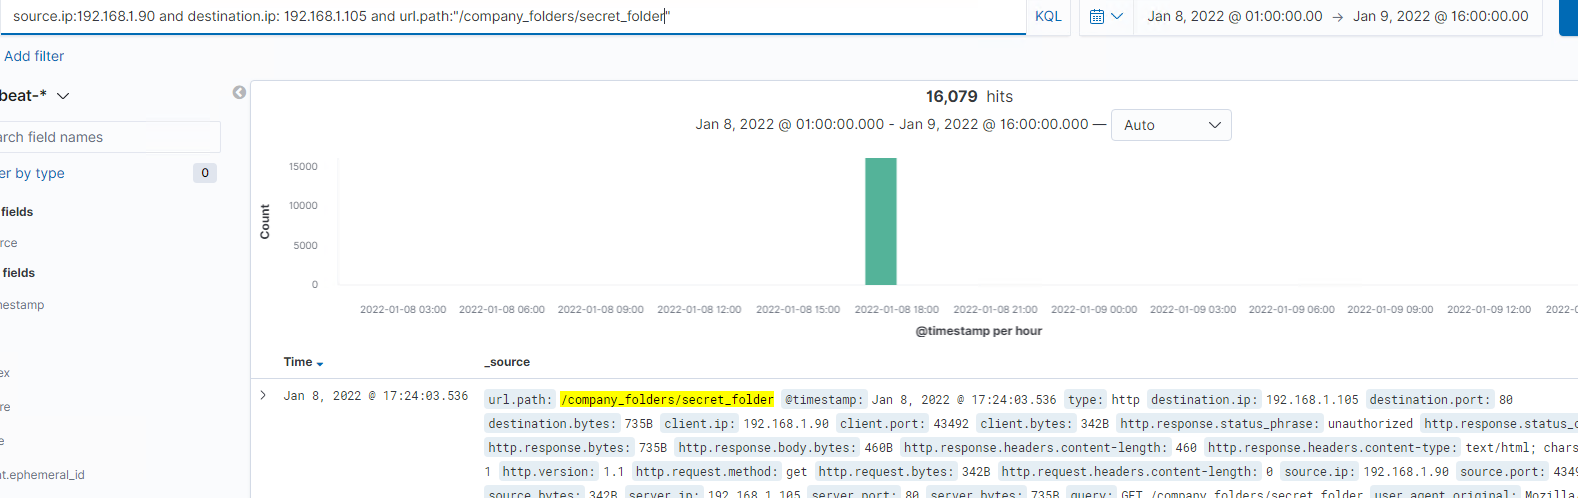 source.ip:192.168.1.90 and destination.ip: 192.168.1.105 and url.path:"/company_folders/secret_folder" KQL Jan 8, 2022 @ 01:00:00.00 → Jan 9, 2022 @ 16:00:00.00
Add filter
beat-*
arch field names
er by type 0
fields
rce
fields
nestamp
ex
re
e
nt.ephemeral_id
16,079 hits
Jan 8, 2022 @ 01:00:00.000 - Jan 9, 2022 @ 16:00:00.000 — Auto
Count
15000
10000
5000
0
2022-01-08 03:00 2022-01-08 06:00 2022-01-08 09:00 2022-01-08 12:00 2022-01-08 15:00 2022-01-08 18:00 2022-01-08 21:00 2022-01-09 00:00 2022-01-09 03:00 2022-01-09 06:00 2022-01-09 09:00 2022-01-09 12:00 2022-0
@timestamp per hour
Time _source
Jan 8, 2022 @ 17:24:03.536 url.path: /company_folders/secret_folder @timestamp: Jan 8, 2022 @ 17:24:03.536 type: http destination.ip: 192.168.1.105 destination.port: 80
destination.bytes: 735B client.ip: 192.168.1.90 client.port: 43492 client.bytes: 342B http.response.status_phrase: unauthorized http.response.status_c
http.response.bytes: 735B http.response.body.bytes: 460B http.response.headers.content-length: 460 http.response.headers.content-type: text/html; chars
1 http.version: 1.1 http.request.method: get http.request.bytes: 342B http.request.headers.content-length: 0 source.ip: 192.168.1.90 source.port: 4349
source.bytes: 342B server.ip: 192.168.1.105 server.port: 80 server.bytes: 735B query: GET /company_folders/secret_folder user_agent.original: Mozilla